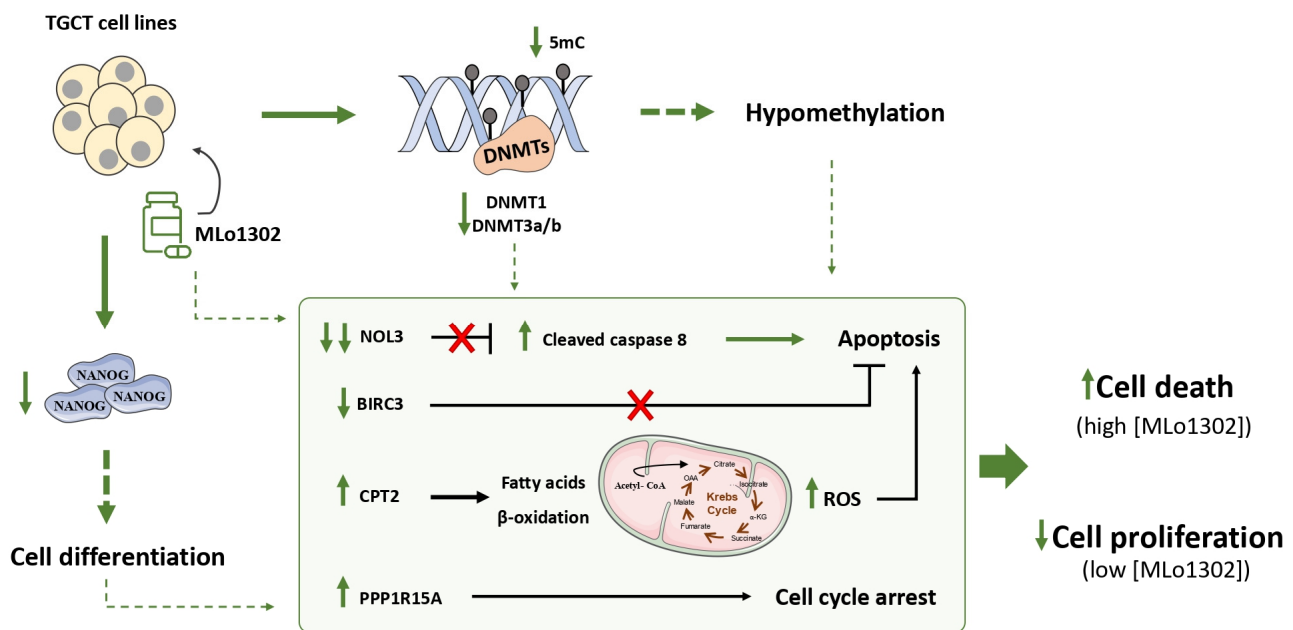 TGCT cell lines
5mC
DNMTs
Hypomethylation
DNMT1
DNMT3a/b
MLo1302
NANOG
NANOG
NANOG
Cell differentiation
NOL3
Cleaved caspase 8
Apoptosis
BIRC3
CPT2
Fatty acids
β-oxidation
Acetyl- CoA
OAA
Citrate
Isocitrate
α-KG
Succinate
Fumarate
Malate
Krebs
Cycle
ROS
PPP1R15A
Cell cycle arrest
Cell death
(high [MLo1302])
Cell proliferation
(low [MLo1302])